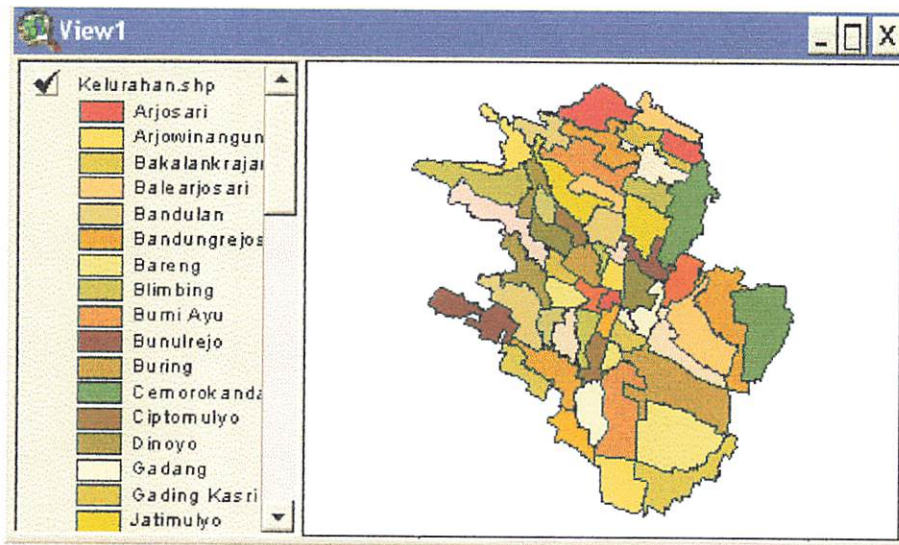 View1
Kelurahan.shp
Arjosari
Arjowinangun
Bakalankrajan
Balearjosari
Bandulan
Bandungrejos
Bareng
Blimbing
Bumi Ayu
Bunulrejo
Buring
Cemorokanda
Ciptomulyo
Dinoyo
Gadang
Gading Kasri
Jatimulyo